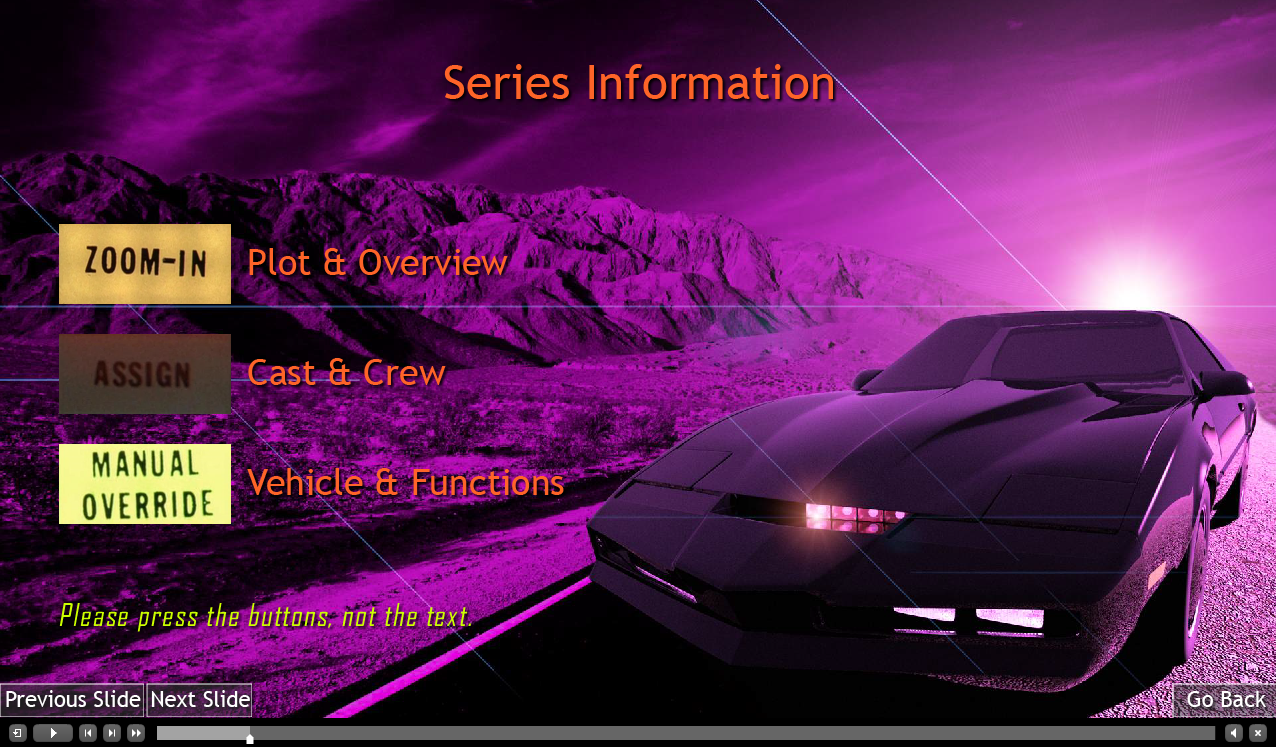 Series Information
ZOOM-IN
Plot & Overview
ASSIGN
Cast & Crew
MANUAL
OVERRIDE
Vehicle & Functions
Please press the buttons, not the text.
Previous Slide
Next Slide
Go Back